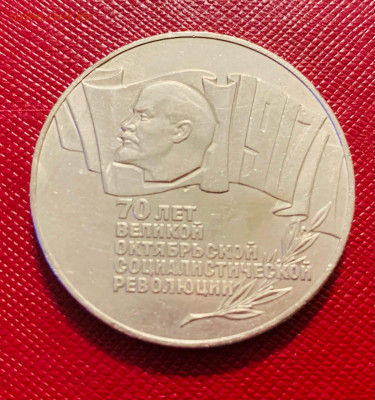 1917
70 ЛЕТ
ВЕЛИКОЙ
ОКТЯБРЬСКОЙ
СОЦИАЛИСТИЧЕСКОЙ
РЕВОЛЮЦИИ